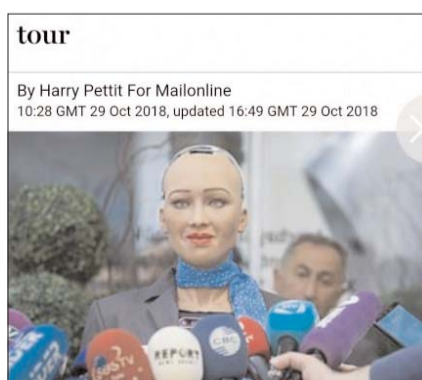 tour
By Harry Pettit For Mailonline
10:28 GMT 29 Oct 2018, updated 16:49 GMT 29 Oct 2018
REPORT
CBC